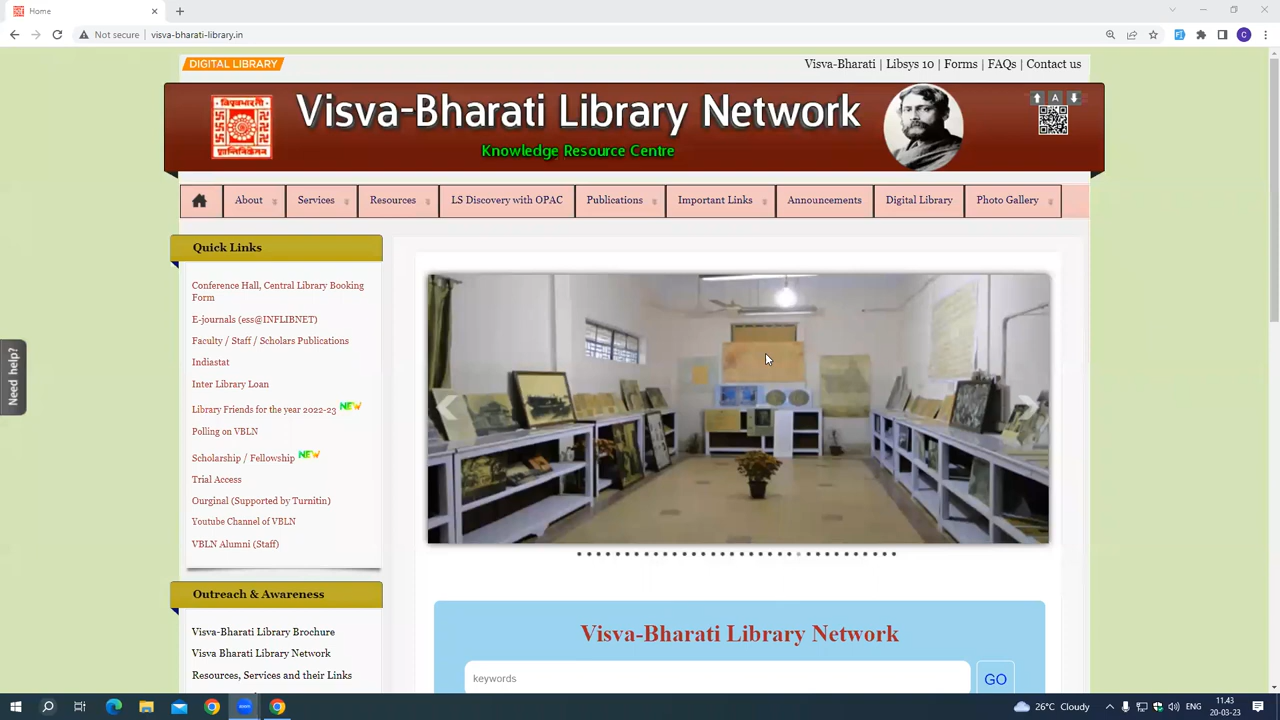 Home
Not secure | visva-bharati-library.in
DIGITAL LIBRARY
Visva-Bharati | Libsys 10 | Forms | FAQs | Contact us
Visva-Bharati Library Network
Knowledge Resource Centre
A
About
Services
Resources
LS Discovery with OPAC
Publications
Important Links
Announcements
Digital Library
Photo Gallery
Need help?
Quick Links
Conference Hall, Central Library Booking
Form
E-journals (ess@INFLIBNET)
Faculty / Staff / Scholars Publications
Indiastat
Inter Library Loan
Library Friends for the year 2022-23 NEW
Polling on VBLN
Scholarship / Fellowship NEW
Trial Access
Ourginal (Supported by Turnitin)
Youtube Channel of VBLN
VBLN Alumni (Staff)
Outreach & Awareness
Visva-Bharati Library Brochure
Visva Bharati Library Network
Resources, Services and their Links
Visva-Bharati Library Network
keywords
GO
26°C Cloudy
11.43
20-03-23